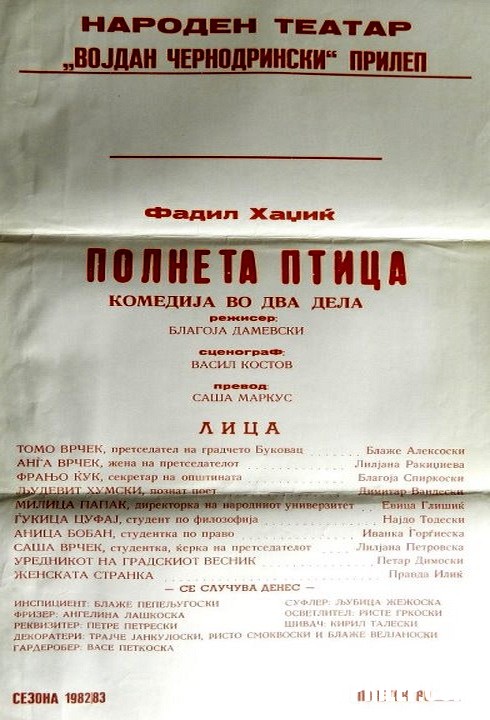 НАРОДЕН ТЕАТАР
„ВОЈДАН ЧЕРНОДРИНСКИ“ ПРИЛЕП
Фадил Хаџиќ
ПОЛНЕТА ПТИЦА
КОМЕДИЈА ВО ДВА ДЕЛА
режисер:
БЛАГОЈА ДАМЕВСКИ
сценограф:
ВАСИЛ КОСТОВ
превод:
САША МАРКУС
ЛИЦА
ТОМО ВРЧЕК, претседател на градчето Буковац . . . . Блаже Алексоски
АНЃА ВРЧЕК, жена на претседателот . . . . Лилјана Ракиџиева
ФРАЊО ЌУК, секретар на општината . . . . Благоја Спиркоски
ЉУДЕВИТ ХУМСКИ, познат поет . . . . Димитар Вандески
МИЛИЦА ПАПАК, директорка на народниот универзитет . . Евица Глишиќ
ЃУКИЦА ЦУФАЈ, студент по филозофија . . . . Најдо Тодески
АНИЦА БОБАН, студентка по право . . . . Иванка Ѓорѓиеска
САША ВРЧЕК, студентка, ќерка на претседателот . . . . Лилјана Петровска
УРЕДНИКОТ НА ГРАДСКИОТ ВЕСНИК . . . . Петар Димоски
ЖЕНСКАТА СТРАНКА . . . . Правда Илиќ
— СЕ СЛУЧУВА ДЕНЕС —
ИНСПИЦИЕНТ: БЛАЖЕ ПЕПЕЉУГОСКИ СУФЛЕР: ЉУБИЦА ЖЕЖОСКА
ФРИЗЕР: АНГЕЛИНА ЛАШКОСКА ОСВЕТЛИТЕЛ: РИСТЕ ГРКОСКИ
РЕКВИЗИТЕР: ПЕТРЕ ПЕТРЕСКИ ШИВАЧ: КИРИЛ ТАЛЕСКИ
ДЕКОРАТЕРИ: ТРАЈЧЕ ЈАНКУЛОСКИ, РИСТО СМОКВОСКИ И БЛАЖЕ ВЕЛЈАНОСКИ
ГАРДЕРОБЕР: ВАСЕ ПЕТКОСКА
СЕЗОНА 1982/83